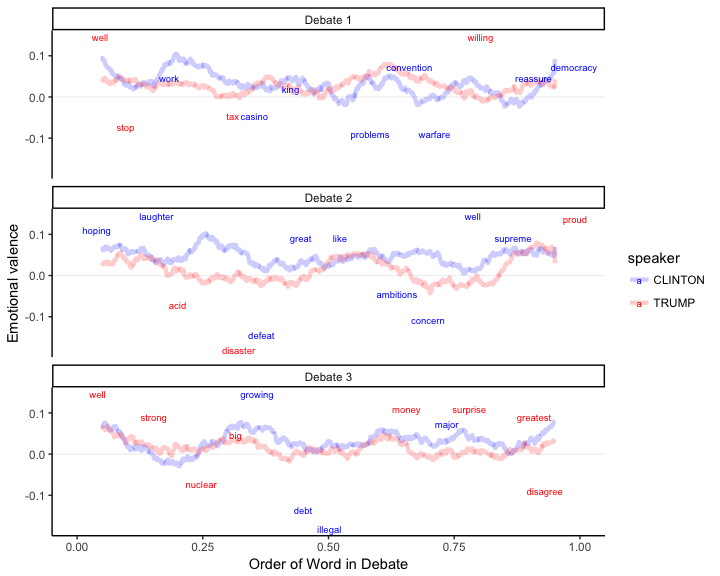 Debate 1
well
willing
0.1
convention
democracy
work
reassure
king
0.0
tax casino
stop
problems
warfare
-0.1
Debate 2
laughter
well
proud
hoping
0.1
great
like
supreme
0.0
ambitions
acid
-0.1
concern
defeat
disaster
Debate 3
well
growing
money
surprise
0.1
strong
greatest
major
big
0.0
nuclear
disagree
-0.1
debt
illegal
0.00
0.25
0.50
0.75
1.00
Order of Word in Debate
Emotional valence
speaker
a CLINTON
a TRUMP